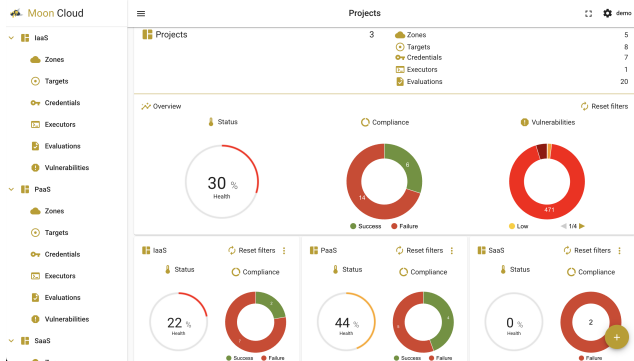 Moon Cloud
Projects
demo
IaaS
Zones
Targets
Credentials
Executors
Evaluations
Vulnerabilities
PaaS
Zones
Targets
Credentials
Executors
Evaluations
Vulnerabilities
SaaS
Projects 3
Zones 5
Targets 8
Credentials 7
Executors 1
Evaluations 20
Overview
Reset filters
Status
Compliance
Vulnerabilities
30 %
Health
6
14
471
Success Failure
Low
1/4
IaaS
Reset filters
Status
Compliance
22 %
Health
2
7
Success Failure
PaaS
Reset filters
Status
Compliance
44 %
Health
Success Failure
SaaS
Reset filters
Status
Compliance
0 %
Health
2
Failure
+